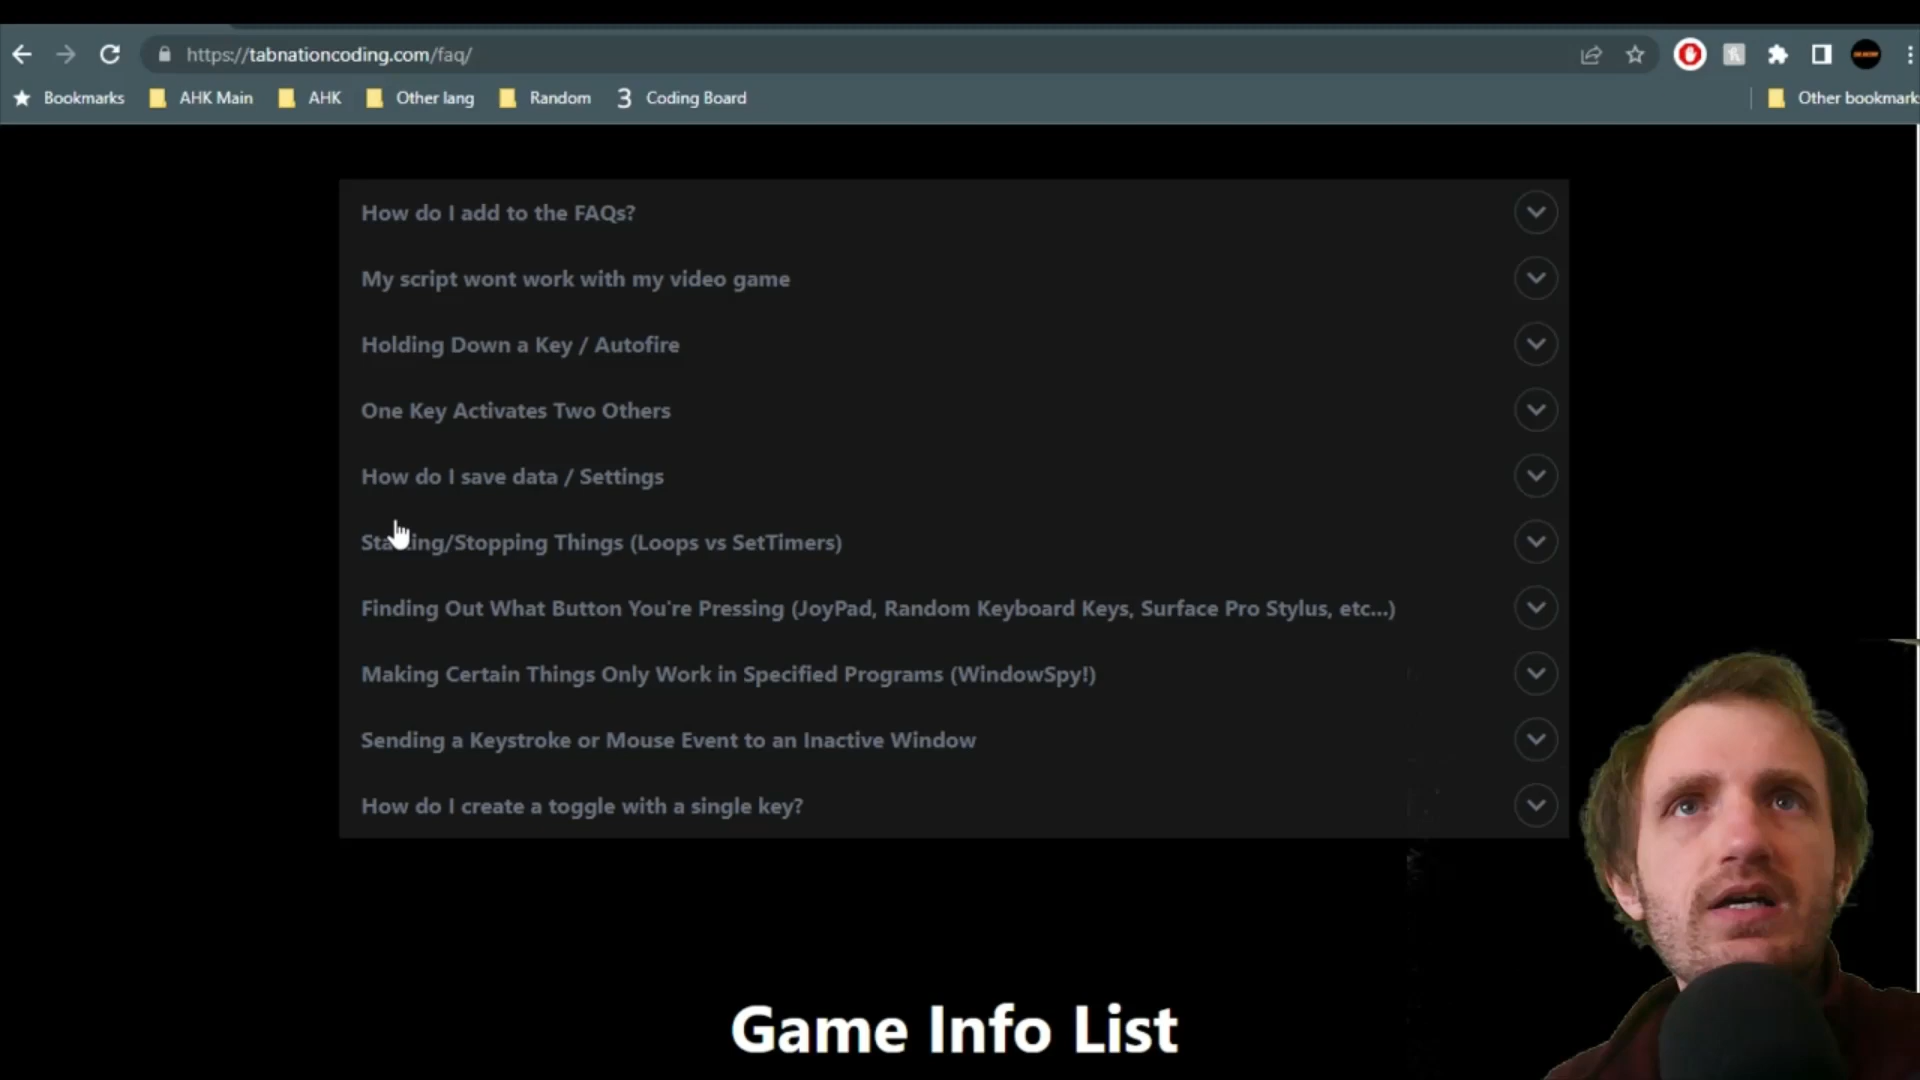 https://tabnationcoding.com/faq/
Bookmarks AHK Main AHK Other lang Random 3 Coding Board Other bookmark
How do I add to the FAQs?
My script wont work with my video game
Holding Down a Key / Autofire
One Key Activates Two Others
How do I save data / Settings
Starting/Stopping Things (Loops vs SetTimers)
Finding Out What Button You're Pressing (JoyPad, Random Keyboard Keys, Surface Pro Stylus, etc...)
Making Certain Things Only Work in Specified Programs (WindowSpy!)
Sending a Keystroke or Mouse Event to an Inactive Window
How do I create a toggle with a single key?
Game Info List